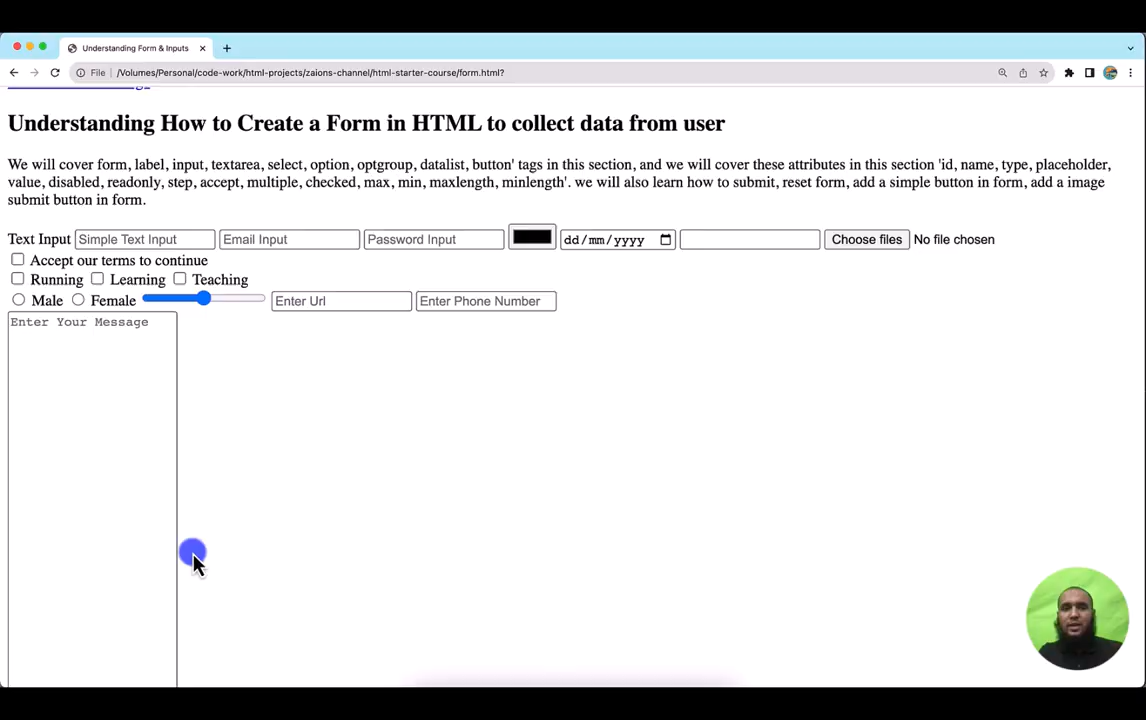 Understanding Form & Inputs
File /Volumes/Personal/code-work/html-projects/zaions-channel/html-starter-course/form.html?
Understanding How to Create a Form in HTML to collect data from user
We will cover form, label, input, textarea, select, option, optgroup, datalist, button' tags in this section, and we will cover these attributes in this section 'id, name, type, placeholder,
value, disabled, readonly, step, accept, multiple, checked, max, min, maxlength, minlength'. we will also learn how to submit, reset form, add a simple button in form, add a image
submit button in form.
Text Input Simple Text Input Email Input Password Input dd/mm/yyyy Choose files No file chosen
Accept our terms to continue
Running Learning Teaching
Male Female Enter Url Enter Phone Number
Enter Your Message